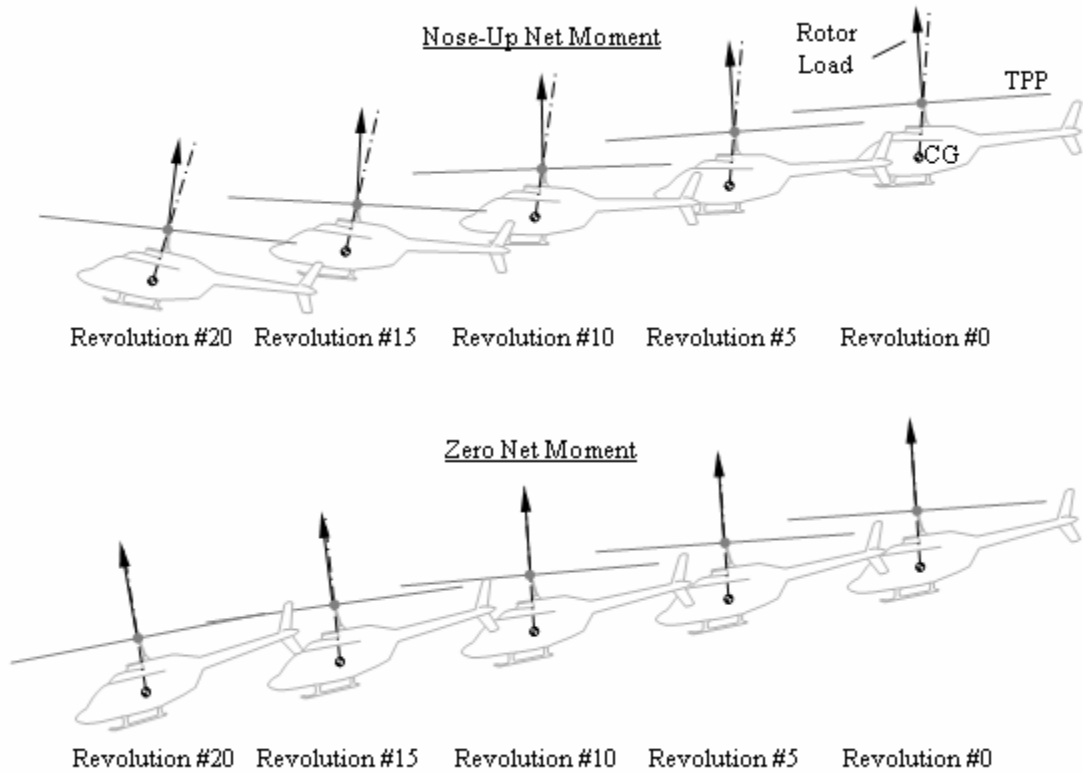 Nose-Up Net Moment
Rotor
Load
TPP
CG
Revolution #20 Revolution #15 Revolution #10 Revolution #5 Revolution #0
Zero Net Moment
Revolution #20 Revolution #15 Revolution #10 Revolution #5 Revolution #0